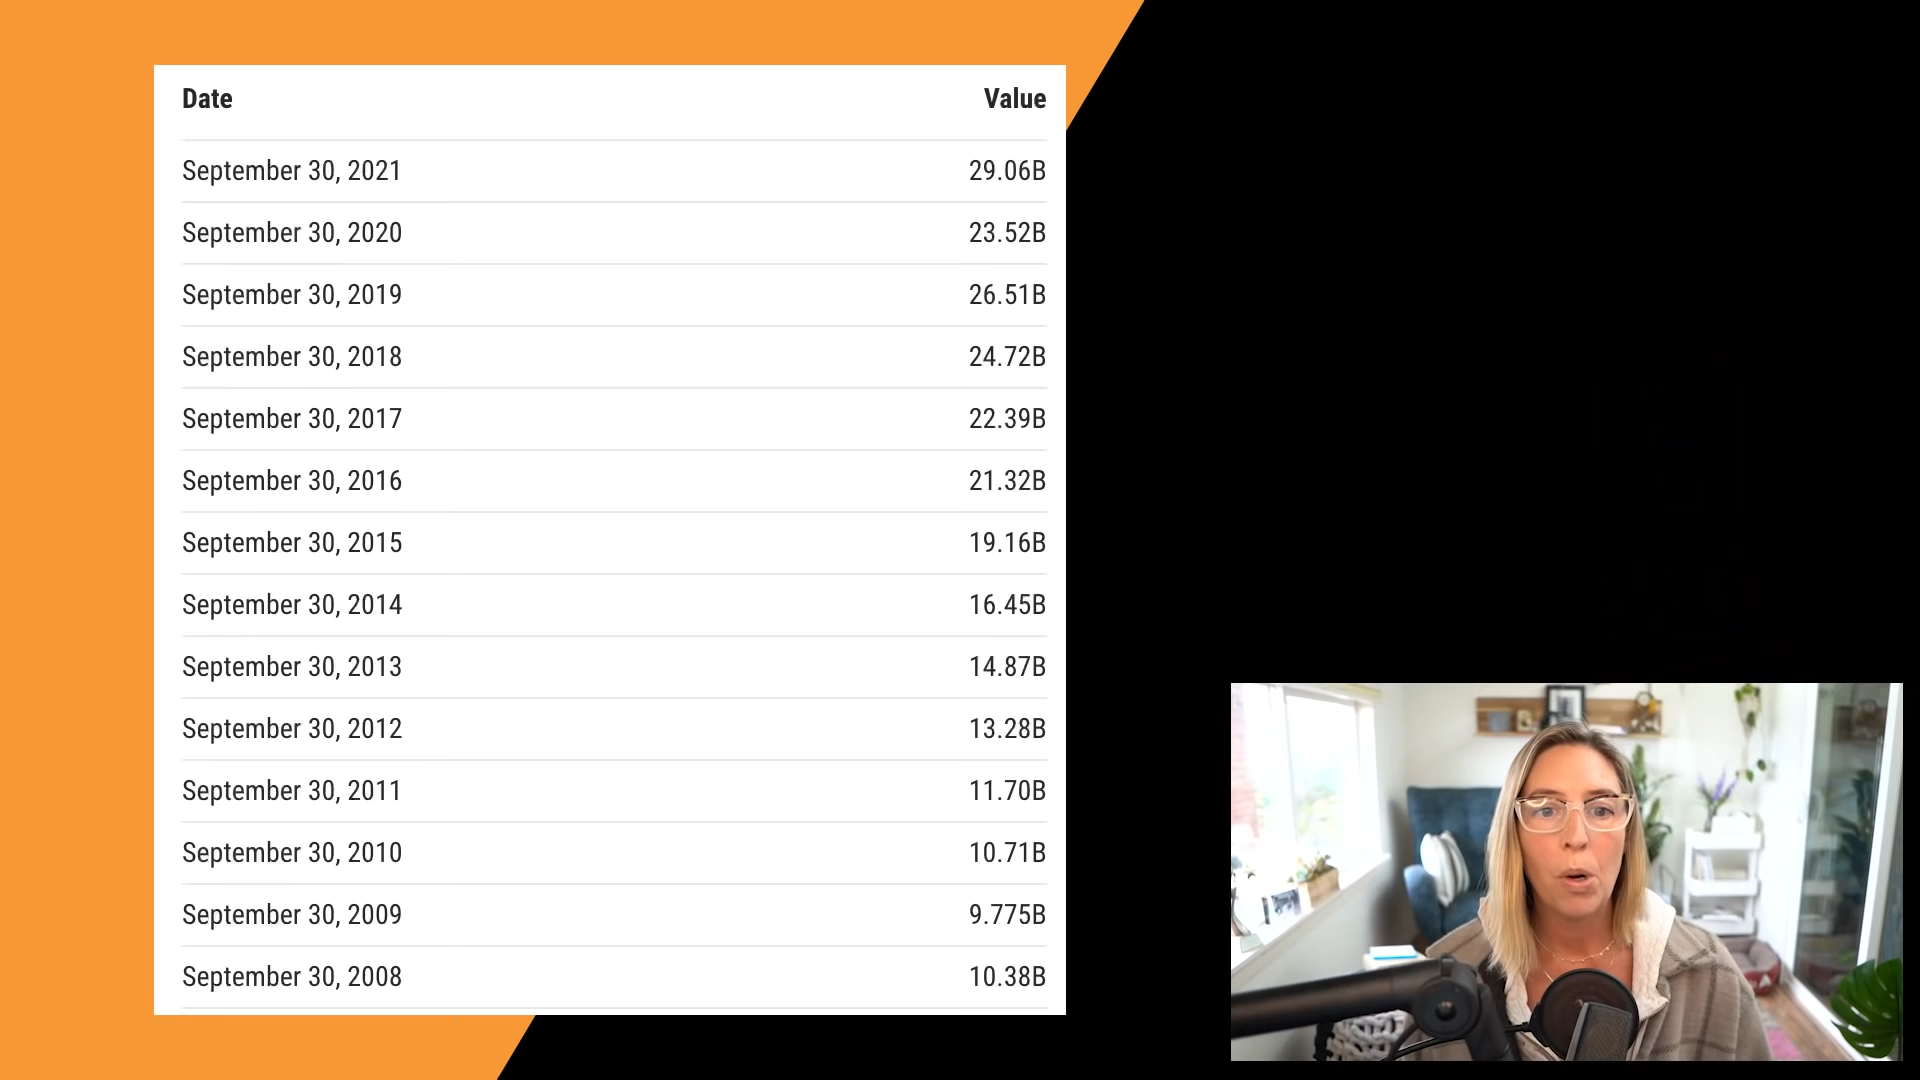 Date Value
September 30, 2021 29.06B
September 30, 2020 23.52B
September 30, 2019 26.51B
September 30, 2018 24.72B
September 30, 2017 22.39B
September 30, 2016 21.32B
September 30, 2015 19.16B
September 30, 2014 16.45B
September 30, 2013 14.87B
September 30, 2012 13.28B
September 30, 2011 11.70B
September 30, 2010 10.71B
September 30, 2009 9.775B
September 30, 2008 10.38B